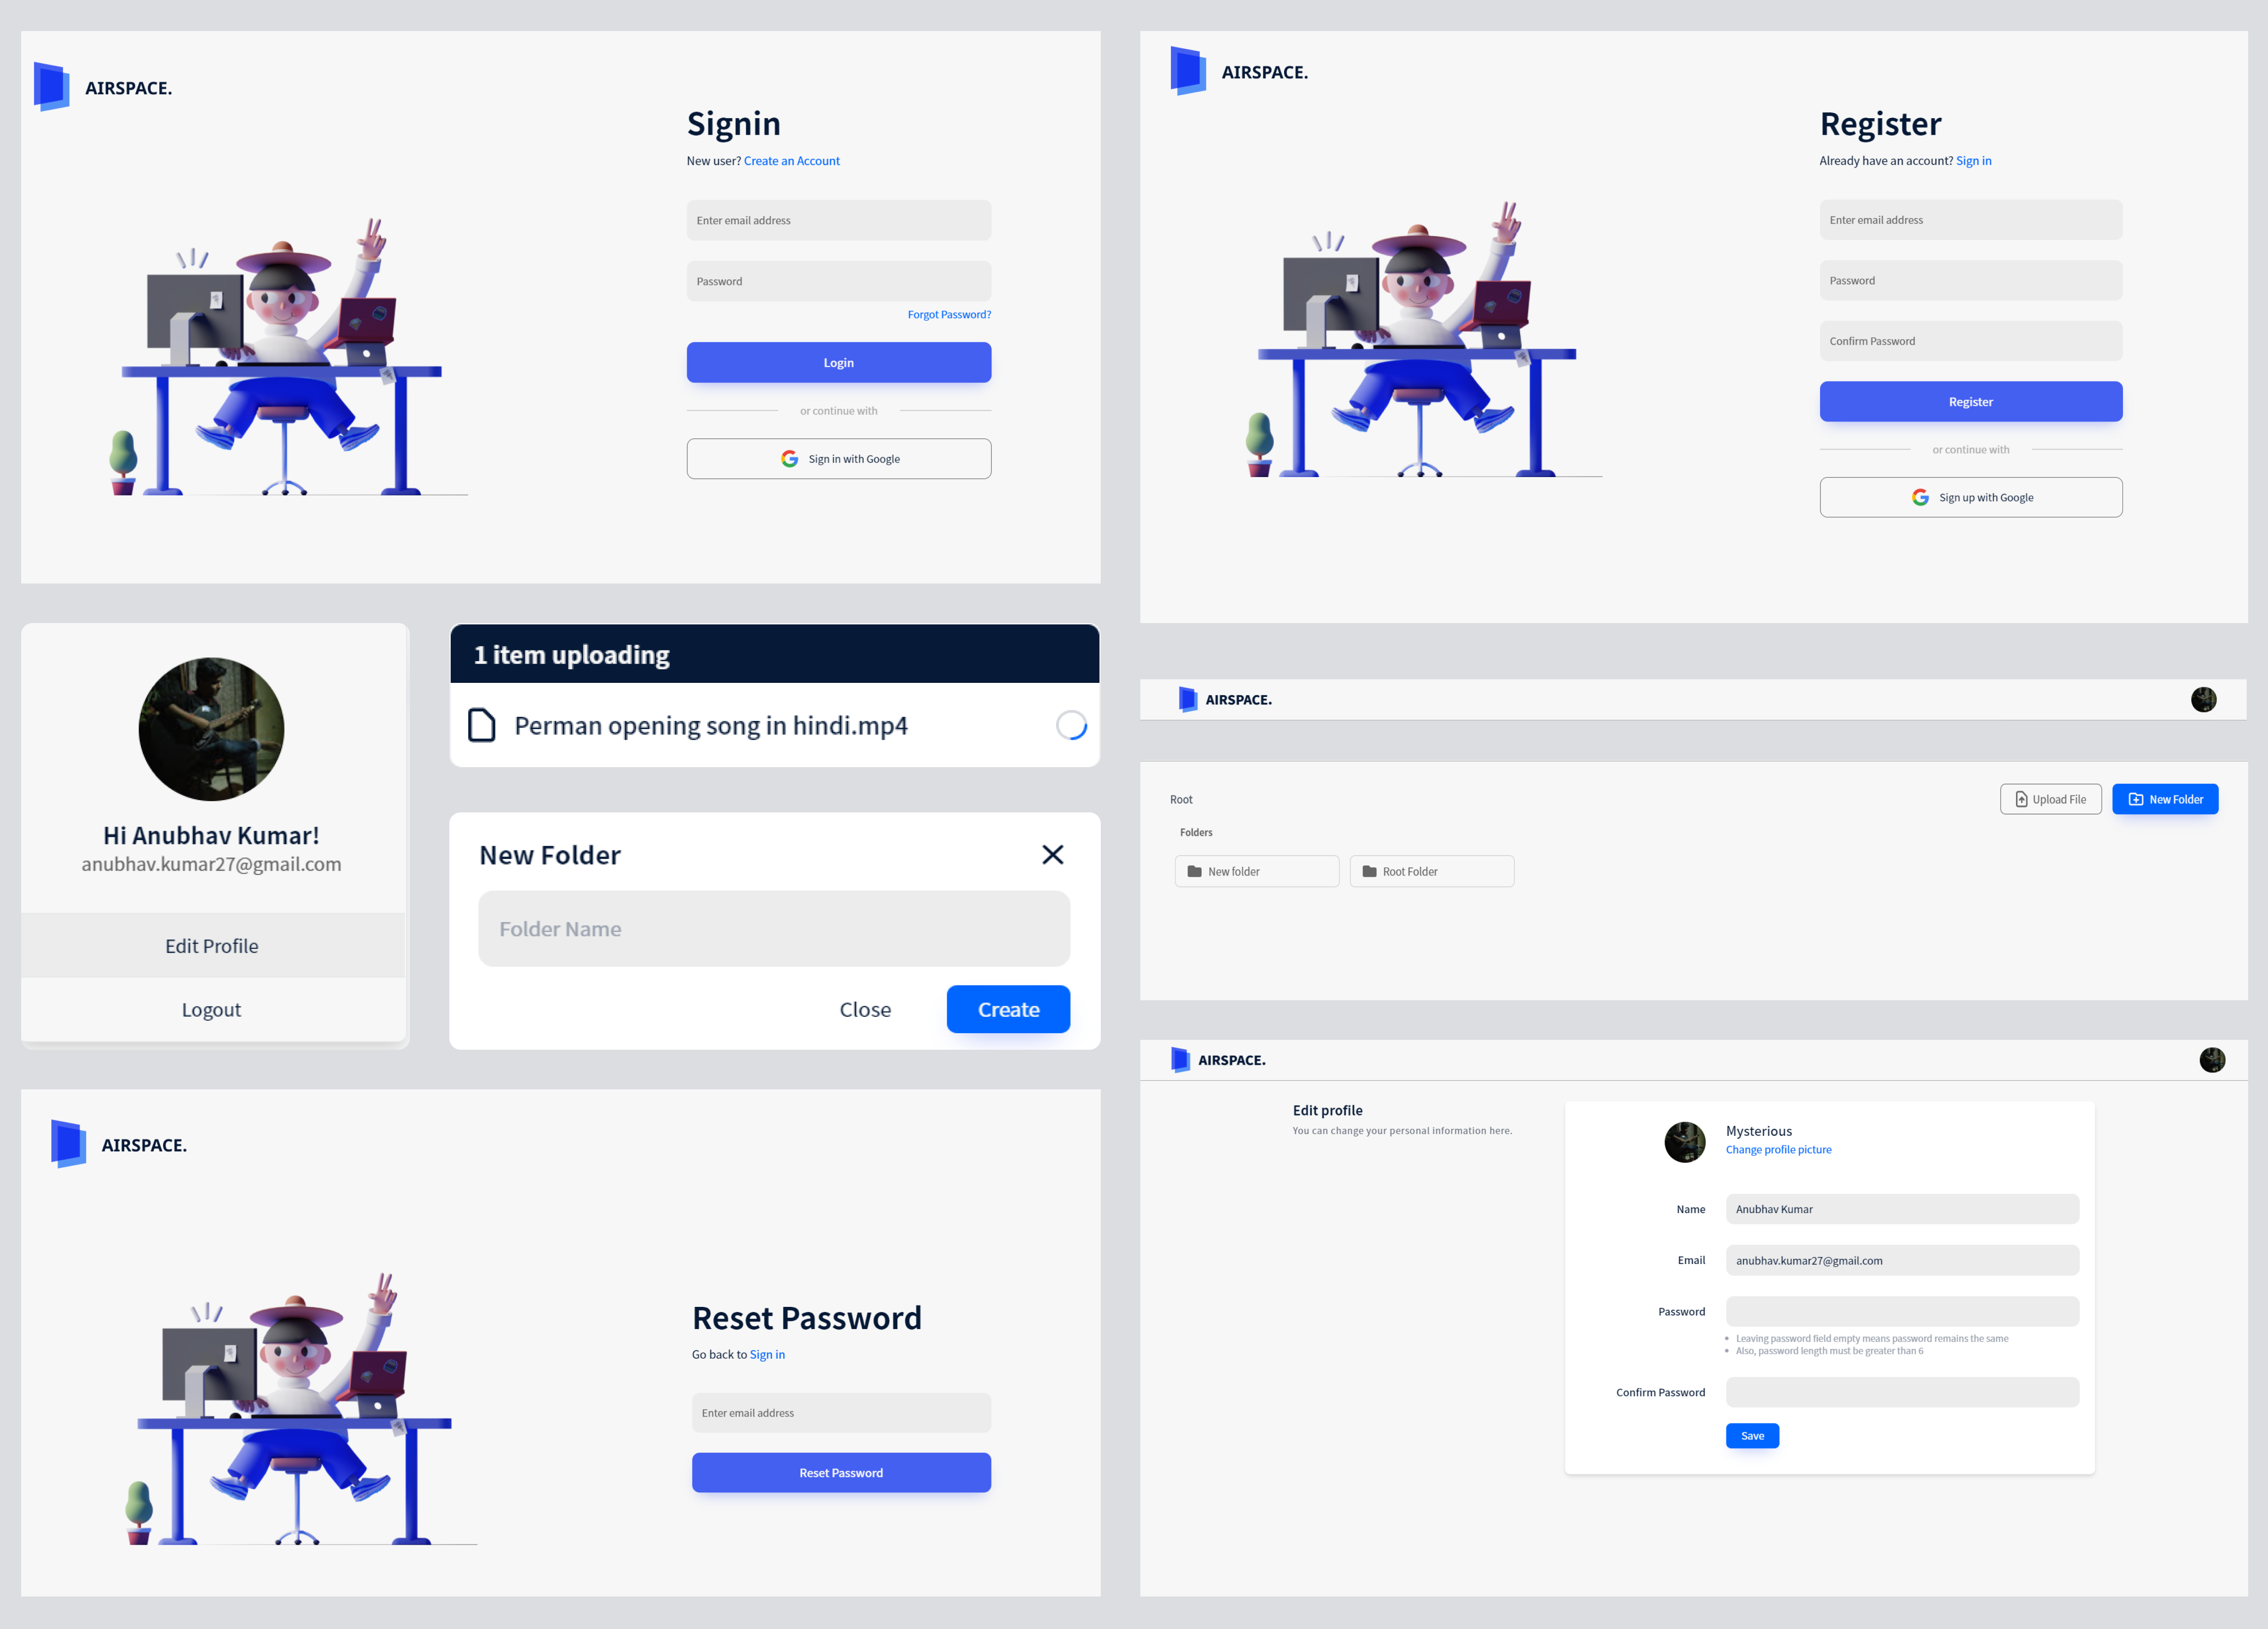 AIRSPACE.
Signin
New user? Create an Account
Enter email address
Password
Forgot Password?
Login
or continue with
Sign in with Google
AIRSPACE.
Register
Already have an account? Sign in
Enter email address
Password
Confirm Password
Register
or continue with
Sign up with Google
Hi Anubhav Kumar!
anubhav.kumar27@gmail.com
Edit Profile
Logout
1 item uploading
Perman opening song in hindi.mp4
New Folder
Folder Name
Close Create
AIRSPACE.
Root
Upload File New Folder
Folders
New folder Root Folder
AIRSPACE.
Reset Password
Go back to Sign in
Enter email address
Reset Password
AIRSPACE.
Edit profile
You can change your personal information here.
Mysterious
Change profile picture
Name Anubhav Kumar
Email anubhav.kumar27@gmail.com
Password
• Leaving password field empty means password remains the same
• Also, password length must be greater than 6
Confirm Password
Save